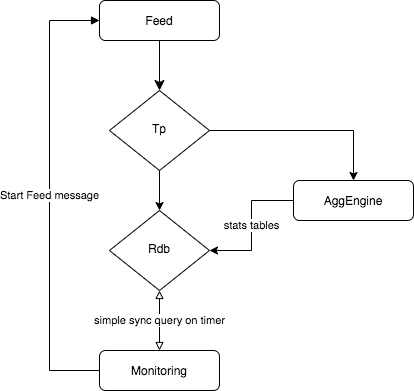 Feed
Tp
Start Feed message
AggEngine
stats tables
Rdb
simple sync query on timer
Monitoring